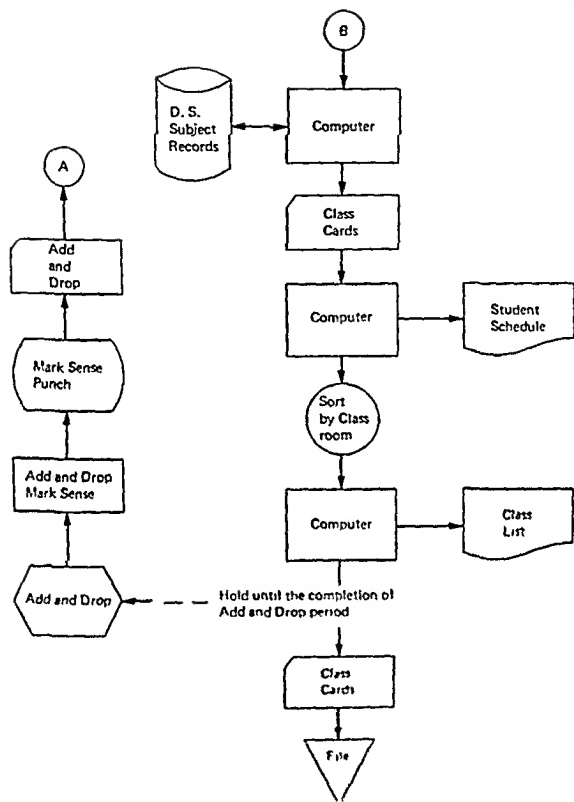 B
D. S.
Subject
Records
Computer
Class
Cards
Computer
Student
Schedule
Sort
by Class
room
Computer
Class
List
Hold until the completion of
Add and Drop period
Class
Cards
File
A
Add
and
Drop
Mark Sense
Punch
Add and Drop
Mark Sense
Add and Drop